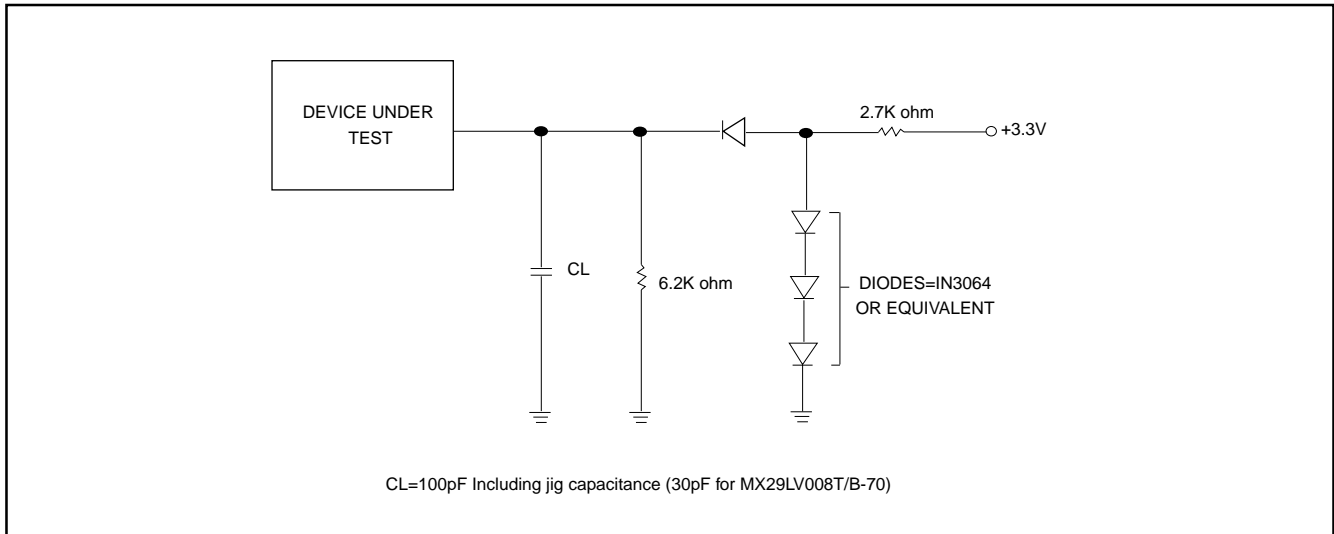 DEVICE UNDER
TEST
2.7K ohm
+3.3V
CL
6.2K ohm
DIODES=IN3064
OR EQUIVALENT
CL=100pF Including jig capacitance (30pF for MX29LV008T/B-70)